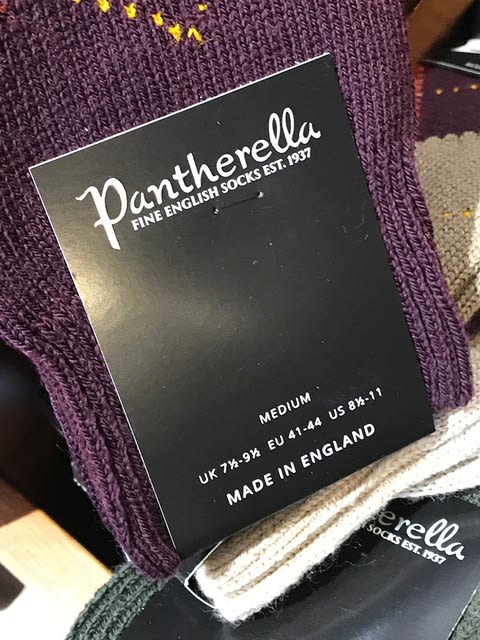 Pantherella
FINE ENGLISH SOCKS EST. 1937
MEDIUM
UK 7½-9½ EU 41-44 US 8½-11
MADE IN ENGLAND
SOCKS EST. 1937